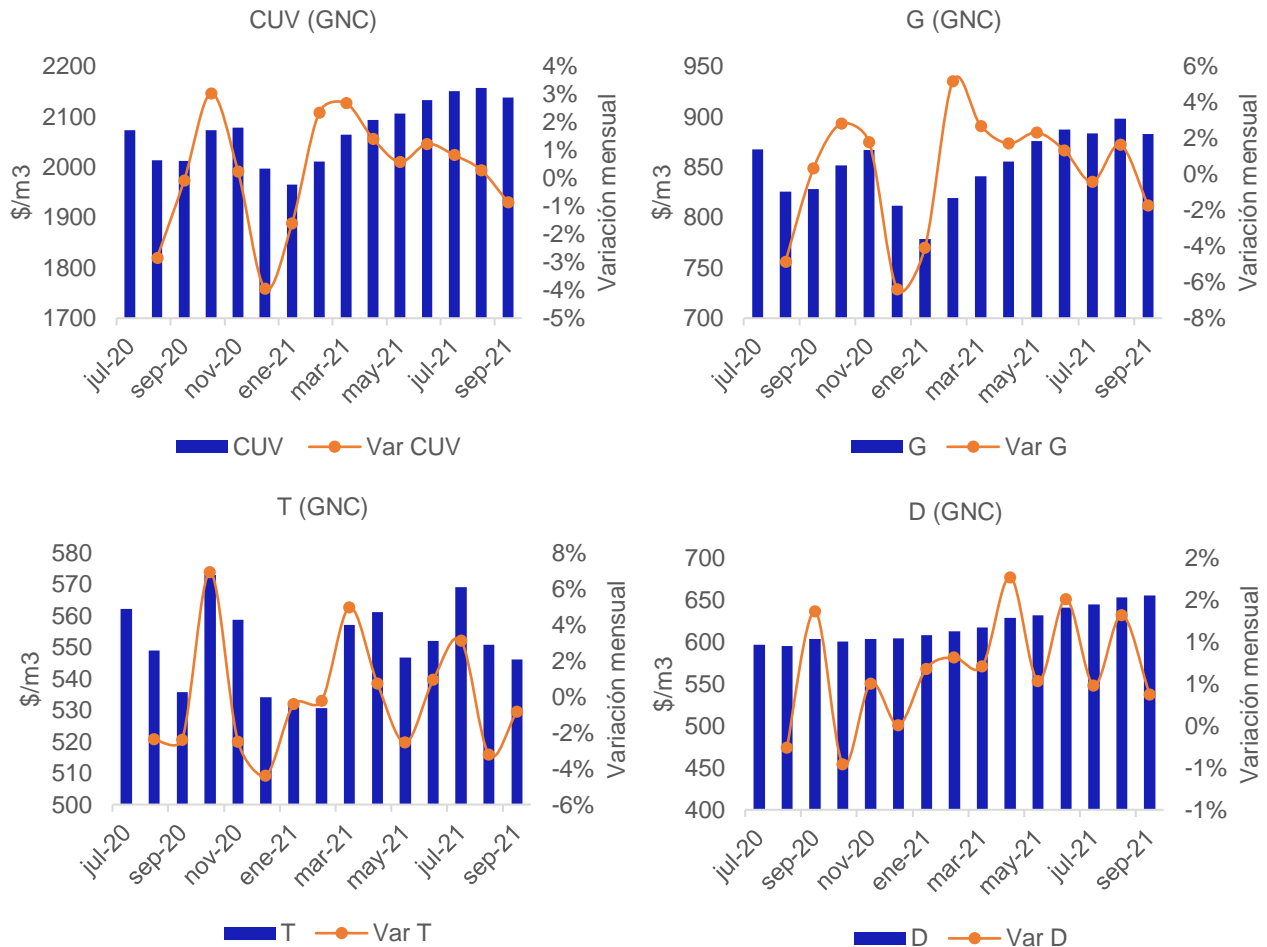 CUV (GNC)
$/m3
2200
2100
2000
1900
1800
1700
4%
3%
2%
1%
0%
-1%
-2%
-3%
-4%
-5%
Variación mensual
jul-20
sep-20
nov-20
ene-21
mar-21
may-21
jul-21
sep-21
CUV
Var CUV
G (GNC)
$/m3
950
900
850
800
750
700
6%
4%
2%
0%
-2%
-4%
-6%
-8%
Variación mensual
jul-20
sep-20
nov-20
ene-21
mar-21
may-21
jul-21
sep-21
G
Var G
T (GNC)
$/m3
580
570
560
550
540
530
520
510
500
8%
6%
4%
2%
0%
-2%
-4%
-6%
Variación mensual
jul-20
sep-20
nov-20
ene-21
mar-21
may-21
jul-21
sep-21
T
Var T
D (GNC)
$/m3
700
650
600
550
500
450
400
2%
2%
1%
1%
0%
-1%
-1%
Variación mensual
jul-20
sep-20
nov-20
ene-21
mar-21
may-21
jul-21
sep-21
D
Var D